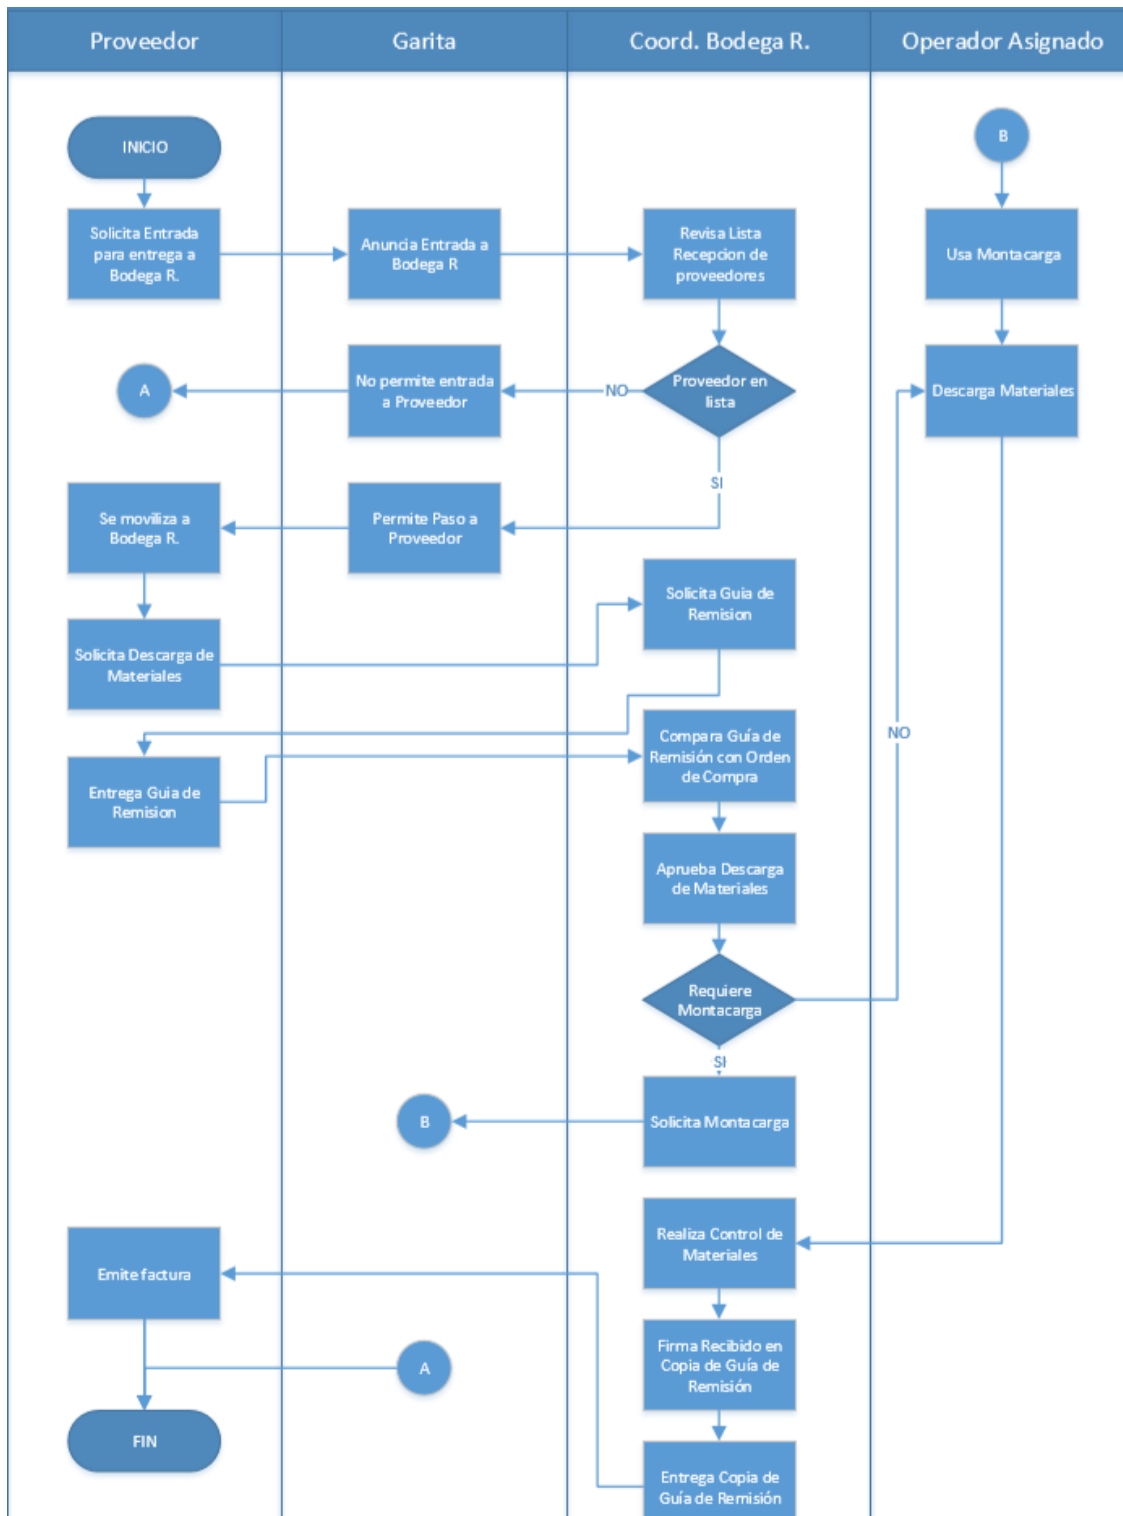 Proveedor
Garita
Coord. Bodega R.
Operador Asignado
INICIO
B
Solicita Entrada
para entrega a
Bodega R.
Anuncia Entrada a
Bodega R
Revisa Lista
Recepcion de
proveedores
Usa Montacarga
A
No permite entrada
a Proveedor
NO
Proveedor en
lista
Descarga Materiales
SI
Se moviliza a
Bodega R.
Permite Paso a
Proveedor
Solicita Guia de
Remision
Solicita Descarga de
Materiales
NO
Compara Guía de
Remisión con Orden
de Compra
Entrega Guia de
Remision
Aprueba Descarga
de Materiales
Requiere
Montacarga
SI
B
Solicita Montacarga
Realiza Control de
Materiales
Emite factura
A
Firma Recibido en
Copia de Guía de
Remisión
FIN
Entrega Copia de
Guía de Remisión